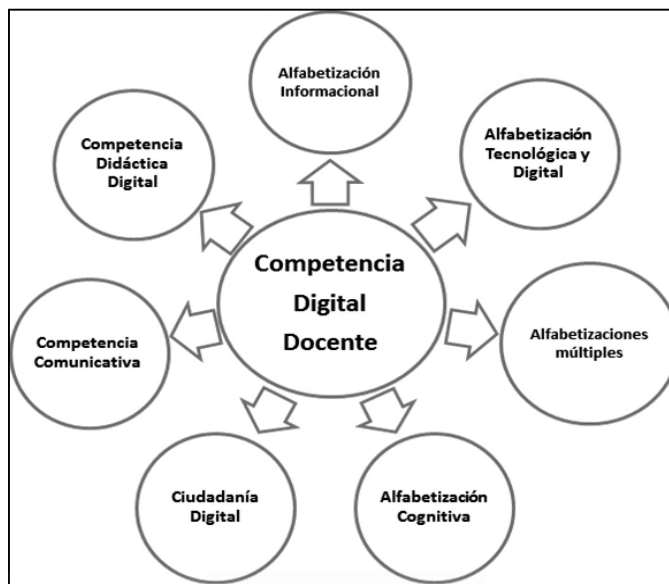 Alfabetización
Informacional
Alfabetización
Tecnológica y
Digital
Alfabetizaciones
múltiples
Alfabetización
Cognitiva
Ciudadanía
Digital
Competencia
Comunicativa
Competencia
Didáctica
Digital
Competencia
Digital
Docente